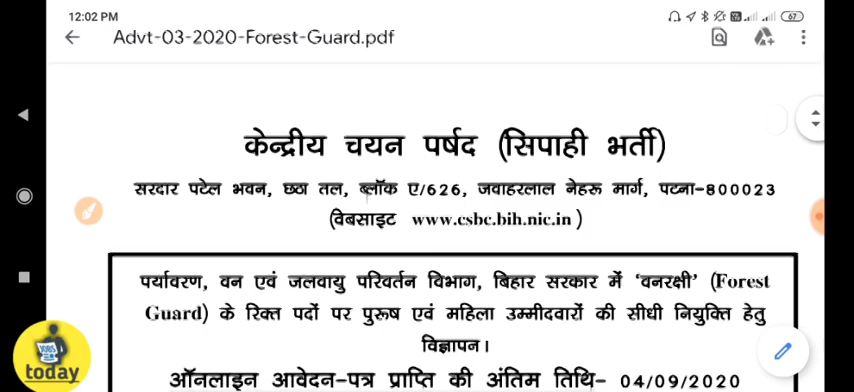 12:02 PM
67
Advt-03-2020-Forest-Guard.pdf
केन्द्रीय चयन पर्षद (सिपाही भर्ती)
सरदार पटेल भवन, छठा तल, ब्लॉक ए/626, जवाहरलाल नेहरू मार्ग, पटना-800023
(वेबसाइट www.csbc.bih.nic.in )
पर्यावरण, वन एवं जलवायु परिवर्तन विभाग, बिहार सरकार में ‘वनरक्षी’ (Forest
Guard) के रिक्त पदों पर पुरूष एवं महिला उम्मीदवारों की सीधी नियुक्ति हेतु
विज्ञापन।
ऑनलाइन आवेदन-पत्र प्राप्ति की अंतिम तिथि- 04/09/2020
JOBS
today